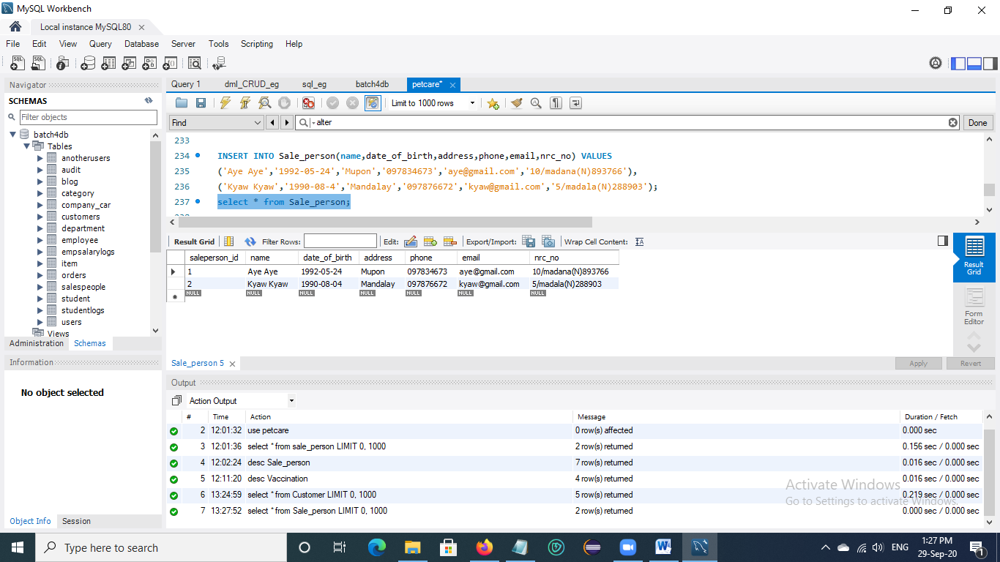 MySQL Workbench
Local instance MySQL80
File Edit View Query Database Server Tools Scripting Help
Navigator
SCHEMAS
Filter objects
batch4db
Tables
anotherusers
audit
blog
category
company_car
customers
department
employee
empsalarylogs
item
orders
salespeople
student
studentlogs
users
Views
Administration Schemas
Information
No object selected
Object Info Session
Query 1 dml_CRUD_eg sql_eg batch4db petcare*
Limit to 1000 rows
Find alter Done
233
234 INSERT INTO Sale_person(name,date_of_birth,address,phone,email,nrc_no) VALUES
235 ('Aye Aye','1992-05-24','Mupon','097834673','aye@gmail.com','10/madana(N)893766'),
236 ('Kyaw Kyaw','1990-08-4','Mandalay','097876672','kyaw@gmail.com','5/madala(N)288903');
237 select * from Sale_person;
Result Grid Filter Rows: Edit: Export/Import: Wrap Cell Content:
saleperson_id name date_of_birth address phone email nrc_no
1 Aye Aye 1992-05-24 Mupon 097834673 aye@gmail.com 10/madana(N)893766
2 Kyaw Kyaw 1990-08-04 Mandalay 097876672 kyaw@gmail.com 5/madala(N)288903
NULL NULL NULL NULL NULL NULL NULL
Result Grid
Form Editor
Sale_person 5 Apply Revert
Output
Action Output
# Time Action Message Duration / Fetch
2 12:01:32 use petcare 0 row(s) affected 0.000 sec
3 12:01:36 select * from sale_person LIMIT 0, 1000 2 row(s) returned 0.156 sec / 0.000 sec
4 12:02:24 desc Sale_person 7 row(s) returned 0.016 sec / 0.000 sec
5 12:11:20 desc Vaccination 4 row(s) returned 0.016 sec / 0.000 sec
6 13:24:59 select * from Customer LIMIT 0, 1000 5 row(s) returned 0.219 sec / 0.000 sec
7 13:27:52 select * from Sale_person LIMIT 0, 1000 2 row(s) returned 0.000 sec / 0.000 sec
Activate Windows
Go to Settings to activate Windows.
Type here to search
ENG
1:27 PM
29-Sep-20
1